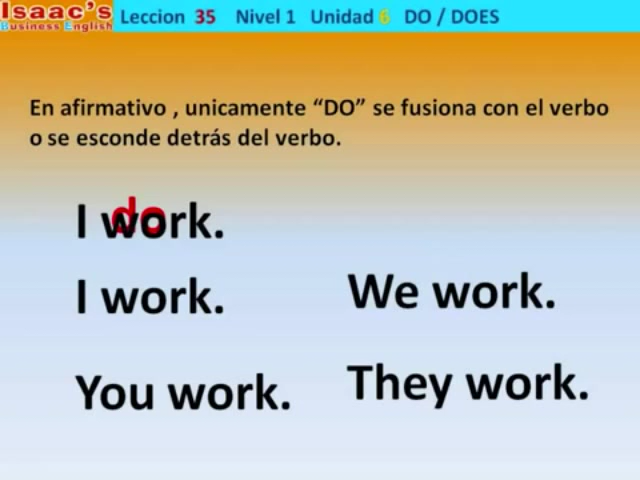 Isaac's
Business English
Leccion 35 Nivel 1 Unidad 6 DO / DOES
En afirmativo , unicamente “DO” se fusiona con el verbo
o se esconde detrás del verbo.
do
I work.
I work.
We work.
You work.
They work.